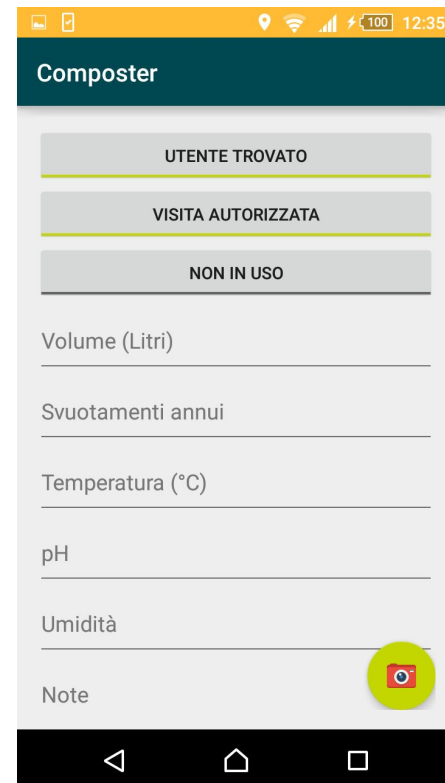 100 12:35
Composter
UTENTE TROVATO
VISITA AUTORIZZATA
NON IN USO
Volume (Litri)
Svuotamenti annui
Temperatura (°C)
pH
Umidità
Note